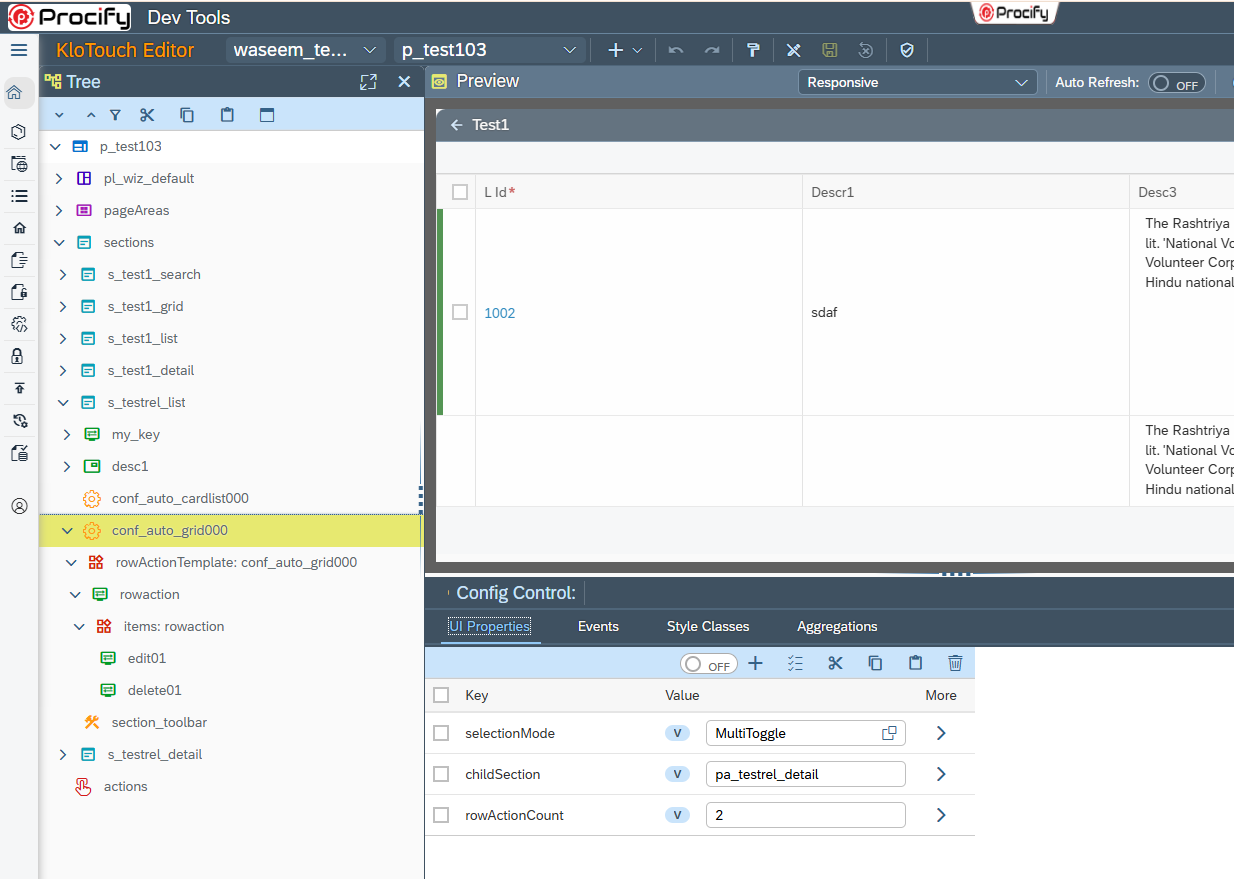 Procify Dev Tools
Procify
KloTouch Editor waseem_te... p_test103
Tree
Preview Responsive Auto Refresh: OFF
p_test103
pl_wiz_default
pageAreas
sections
s_test1_search
s_test1_grid
s_test1_list
s_test1_detail
s_testrel_list
my_key
desc1
conf_auto_cardlist000
conf_auto_grid000
rowActionTemplate: conf_auto_grid000
rowaction
items: rowaction
edit01
delete01
section_toolbar
s_testrel_detail
actions
Test1
L Id* Descr1 Desc3
1002 sdaf
The Rashtriya
lit. 'National Vo
Volunteer Corp
Hindu national
The Rashtriya
lit. 'National Vo
Volunteer Corp
Hindu national
Config Control:
UI Properties Events Style Classes Aggregations
OFF
Key Value More
selectionMode V MultiToggle
childSection V pa_testrel_detail
rowActionCount V 2